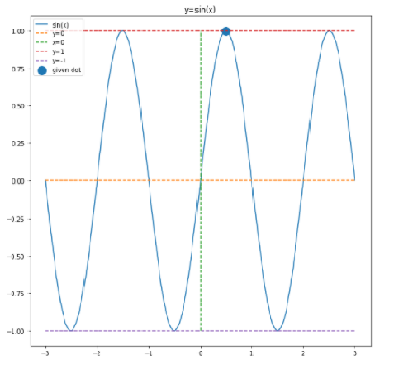 y=sin(x)
sin(x)
y=0
x=0
y=1
y=-1
given dot
1.00
0.75
0.50
0.25
0.00
−0.25
−0.50
−0.75
−1.00
−3 −2 −1 0 1 2 3